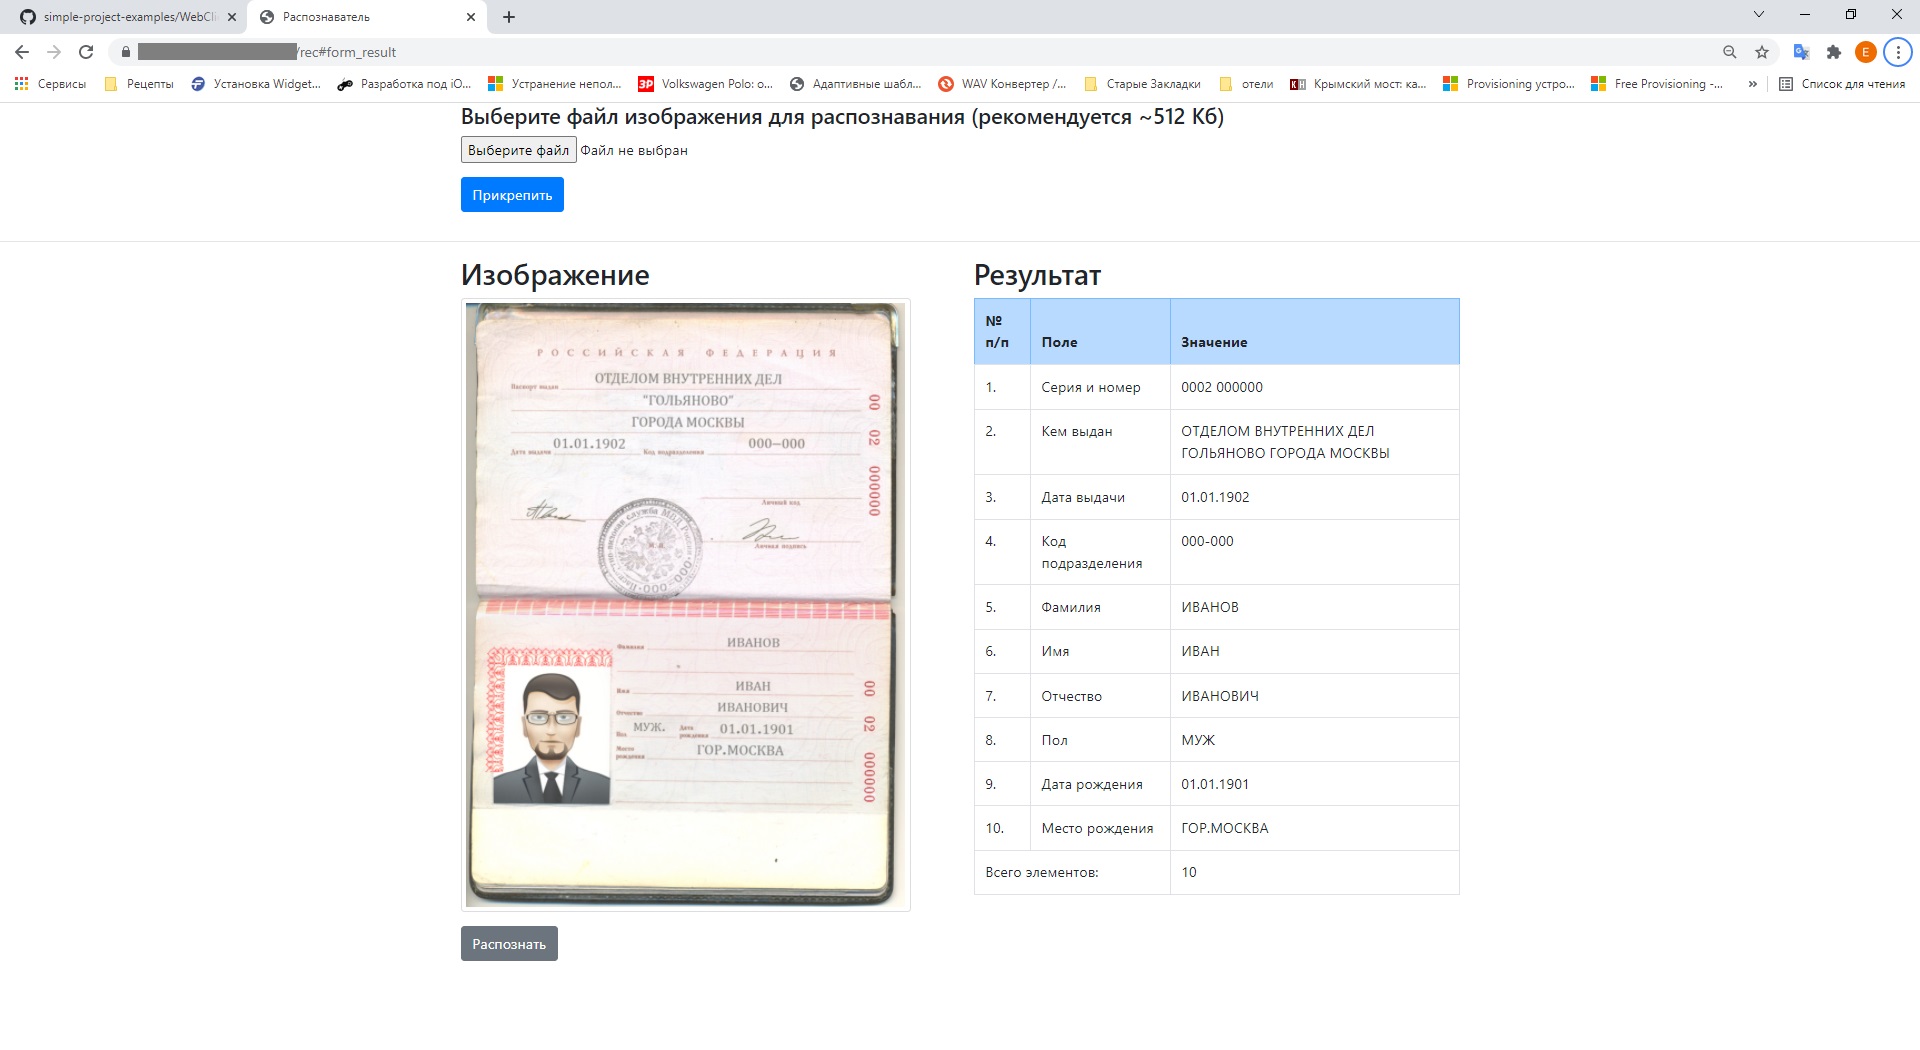 simple-project-examples/WebCli
Распознаватель
/rec#form_result
E
Сервисы
Рецепты
Установка Widget...
Разработка под iO...
Устранение непол...
ЗР
Volkswagen Polo: о...
Адаптивные шабл...
WAV Конвертер /...
Старые Закладки
отели
КН
Крымский мост: ка...
Provisioning устро...
Free Provisioning -...
»
Список для чтения
Выберите файл изображения для распознавания (рекомендуется ~512 Кб)
Выберите файл Файл не выбран
Прикрепить
Изображение
РОССИЙСКАЯ ФЕДЕРАЦИЯ
Паспорт выдан ОТДЕЛОМ ВНУТРЕННИХ ДЕЛ
"ГОЛЬЯНОВО"
ГОРОДА МОСКВЫ
01.01.1902 000—000
Дата выдачи Код подразделения
00 02 000000
Личный код
Личная подпись
Фамилия ИВАНОВ
Имя ИВАН
Отчество ИВАНОВИЧ
Пол МУЖ. Дата рождения 01.01.1901
Место рождения ГОР.МОСКВА
00 02 000000
Распознать
Результат
№ п/п Поле Значение
1. Серия и номер 0002 000000
2. Кем выдан ОТДЕЛОМ ВНУТРЕННИХ ДЕЛ
ГОЛЬЯНОВО ГОРОДА МОСКВЫ
3. Дата выдачи 01.01.1902
4. Код подразделения 000-000
5. Фамилия ИВАНОВ
6. Имя ИВАН
7. Отчество ИВАНОВИЧ
8. Пол МУЖ
9. Дата рождения 01.01.1901
10. Место рождения ГОР.МОСКВА
Всего элементов: 10